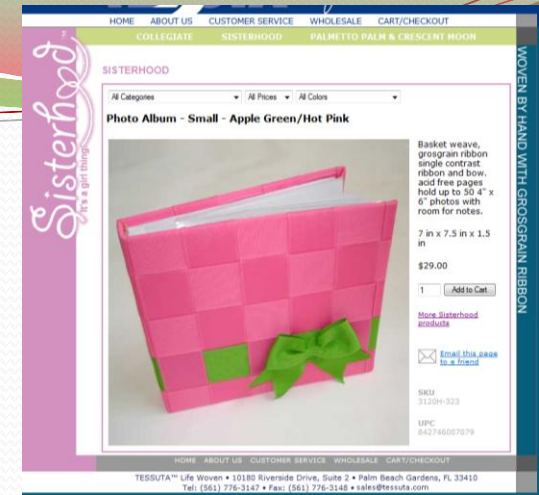 HOME ABOUT US CUSTOMER SERVICE WHOLESALE CART/CHECKOUT
COLLEGIATE SISTERHOOD PALMETTO PALM & CRESCENT MOON
Sisterhood™
it's a girl thing!
SISTERHOOD
All Categories All Prices All Colors
Photo Album - Small - Apple Green/Hot Pink
Basket weave,
grosgrain ribbon
single contrast
ribbon and bow.
acid free pages
hold up to 50 4" x
6" photos with
room for notes.
7 in x 7.5 in x 1.5
in
$29.00
1 Add to Cart
More Sisterhood
products
Email this page
to a friend
SKU
3120H-323
UPC
842746007079
WOVEN BY HAND WITH GROSGRAIN RIBBON
HOME ABOUT US CUSTOMER SERVICE WHOLESALE CART/CHECKOUT
TESSUTA™ Life Woven • 10180 Riverside Drive, Suite 2 • Palm Beach Gardens, FL 33410
Tel: (561) 776-3147 • Fax: (561) 776-3148 • sales@tessuta.com